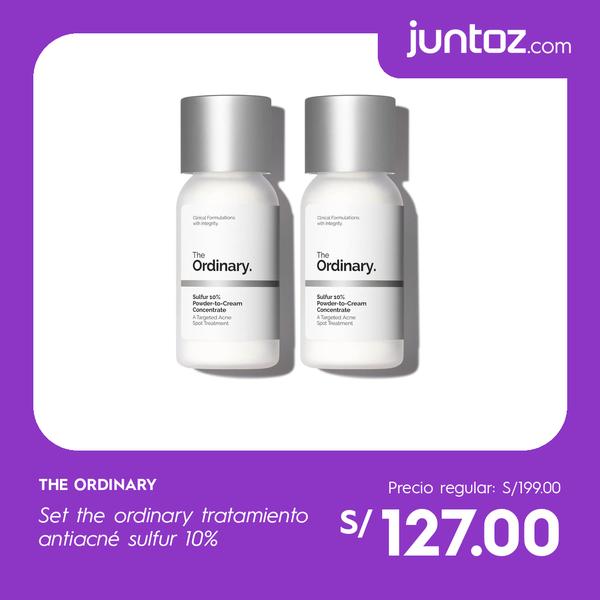 juntoz.com
Clinical Formulations
with Integrity.
The
Ordinary.
Sulfur 10%
Powder-to-Cream
Concentrate
A Targeted Acne
Spot Treatment
Clinical Formulations
with Integrity.
The
Ordinary.
Sulfur 10%
Powder-to-Cream
Concentrate
A Targeted Acne
Spot Treatment
THE ORDINARY
Set the ordinary tratamiento
antiacné sulfur 10%
Precio regular: S/199.00
S/127.00